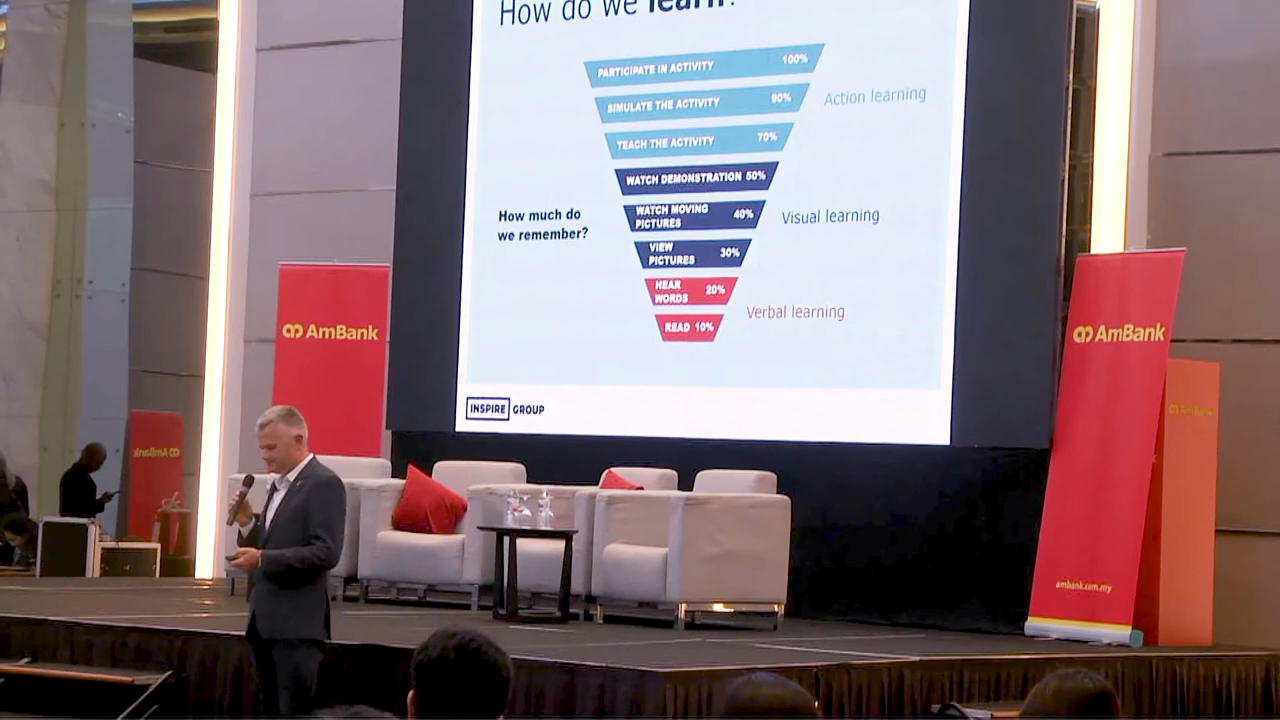 How do we learn?
PARTICIPATE IN ACTIVITY 100%
SIMULATE THE ACTIVITY 90%
Action learning
TEACH THE ACTIVITY 70%
WATCH DEMONSTRATION 50%
How much do
we remember?
WATCH MOVING
PICTURES 40%
Visual learning
VIEW
PICTURES 30%
HEAR
WORDS 20%
Verbal learning
READ 10%
INSPIRE GROUP
AmBank
AmBank
AmBank
AmBank
ambank.com.my